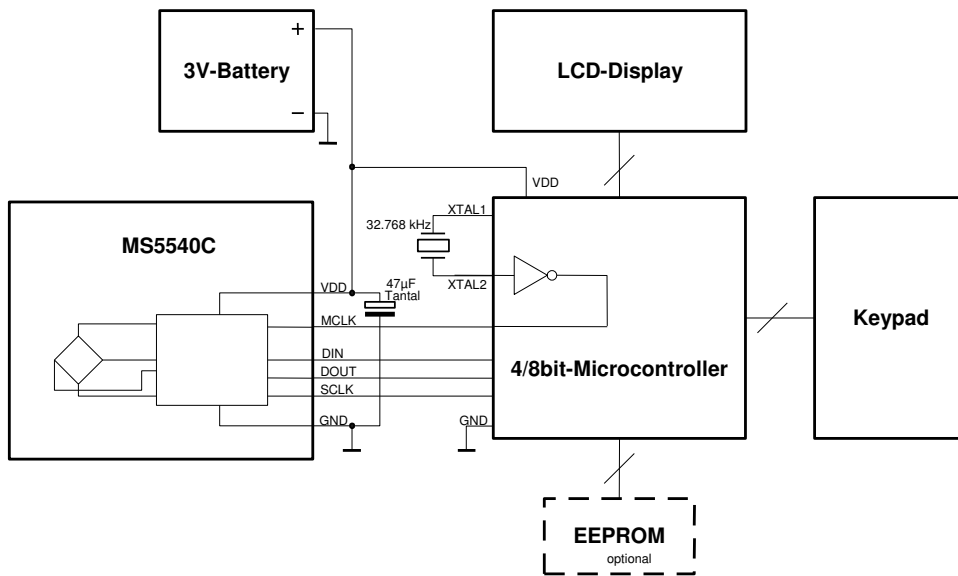 +
3V-Battery
−
LCD-Display
VDD
MS5540C
32.768 kHz
XTAL1
XTAL2
47µF
Tantal
VDD
MCLK
DIN
DOUT
SCLK
GND
GND
4/8bit-Microcontroller
Keypad
EEPROM
optional